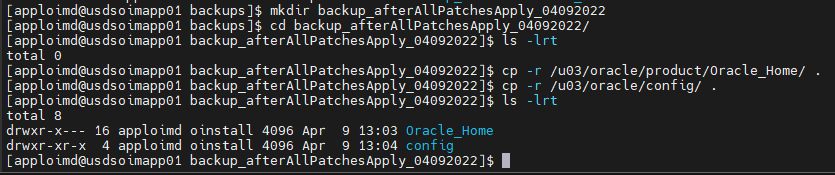 [apploimd@usdsoimapp01 backups]$ mkdir backup_afterAllPatchesApply_04092022
[apploimd@usdsoimapp01 backups]$ cd backup_afterAllPatchesApply_04092022/
[apploimd@usdsoimapp01 backup_afterAllPatchesApply_04092022]$ ls -lrt
total 0
[apploimd@usdsoimapp01 backup_afterAllPatchesApply_04092022]$ cp -r /u03/oracle/product/Oracle_Home/ .
[apploimd@usdsoimapp01 backup_afterAllPatchesApply_04092022]$ cp -r /u03/oracle/config/ .
[apploimd@usdsoimapp01 backup_afterAllPatchesApply_04092022]$ ls -lrt
total 8
drwxr-x--- 16 apploimd oinstall 4096 Apr  9 13:03 Oracle_Home
drwxr-xr-x  4 apploimd oinstall 4096 Apr  9 13:04 config
[apploimd@usdsoimapp01 backup_afterAllPatchesApply_04092022]$